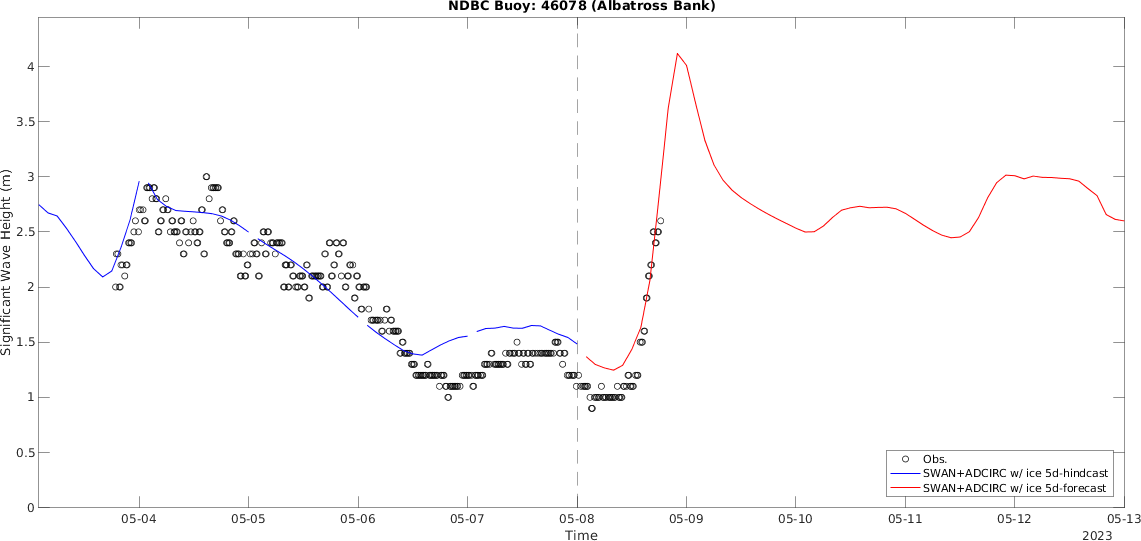 NDBC Buoy: 46078 (Albatross Bank)
Significant Wave Height (m)
4
3.5
3
2.5
2
1.5
1
0.5
0
Obs.
SWAN+ADCIRC w/ ice 5d-hindcast
SWAN+ADCIRC w/ ice 5d-forecast
05-04 05-05 05-06 05-07 05-08 05-09 05-10 05-11 05-12 05-13
Time
2023